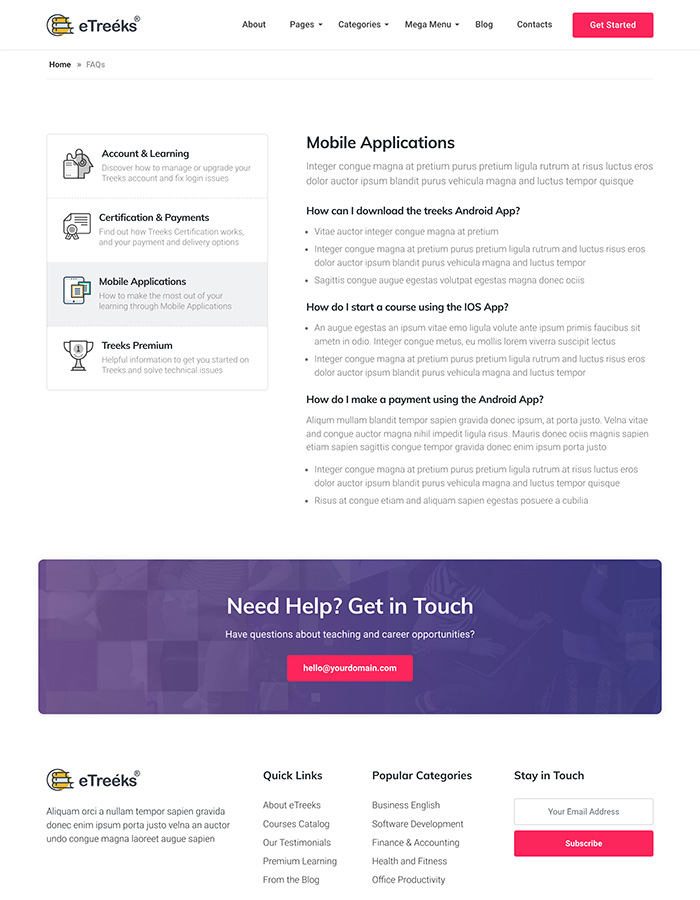 eTreéks®
About Pages Categories Mega Menu Blog Contacts Get Started
Home » FAQs
Account & Learning
Discover how to manage or upgrade your
Treeks account and fix login issues
Certification & Payments
Find out how Treeks Certification works,
and your payment and delivery options
Mobile Applications
How to make the most out of your
learning through Mobile Applications
1
Treeks Premium
Helpful information to get you started on
Treeks and solve technical issues
Mobile Applications
Integer congue magna at pretium purus pretium ligula rutrum at risus luctus eros
dolor auctor ipsum blandit purus vehicula magna and luctus tempor quisque
How can I download the treeks Android App?
• Vitae auctor integer congue magna at pretium
• Integer congue magna at pretium purus pretium ligula rutrum and luctus risus eros
dolor auctor ipsum blandit purus vehicula magna and luctus tempor
• Sagittis congue augue egestas volutpat egestas magna donec ociis
How do I start a course using the IOS App?
• An augue egestas an ipsum vitae emo ligula volute ante ipsum primis faucibus sit
ametn in odio. Integer congue metus, eu mollis lorem viverra suscipit lectus
• Integer congue magna at pretium purus pretium ligula rutrum and luctus risus eros
dolor auctor ipsum blandit purus vehicula magna and luctus tempor
How do I make a payment using the Android App?
Aliqum mullam blandit tempor sapien gravida donec ipsum, at porta justo. Velna vitae
and congue auctor magna nihil impedit ligula risus. Mauris donec ociis magnis sapien
etiam sapien sagittis congue tempor gravida donec enim ipsum porta justo
• Integer congue magna at pretium purus pretium ligula rutrum at risus luctus eros
dolor auctor ipsum blandit purus vehicula magna and luctus tempor quisque
• Risus at congue etiam and aliquam sapien egestas posuere a cubilia
Need Help? Get in Touch
Have questions about teaching and career opportunities?
hello@yourdomain.com
eTreéks®
Aliquam orci a nullam tempor sapien gravida
donec enim ipsum porta justo velna an auctor
undo congue magna laoreet augue sapien
Quick Links
About eTreeks
Courses Catalog
Our Testimonials
Premium Learning
From the Blog
Popular Categories
Business English
Software Development
Finance & Accounting
Health and Fitness
Office Productivity
Stay in Touch
Your Email Address
Subscribe